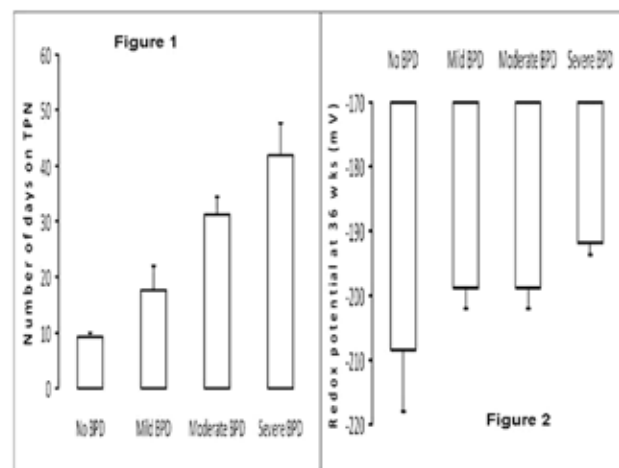 Figure 1
Number of days on TPN
60
50
40
30
20
10
0
No BPD Mild BPD Moderate BPD Severe BPD
No BPD Mild BPD Moderate BPD Severe BPD
Redox potential at 36 wks (mV)
-170
-180
-190
-200
-210
-220
Figure 2